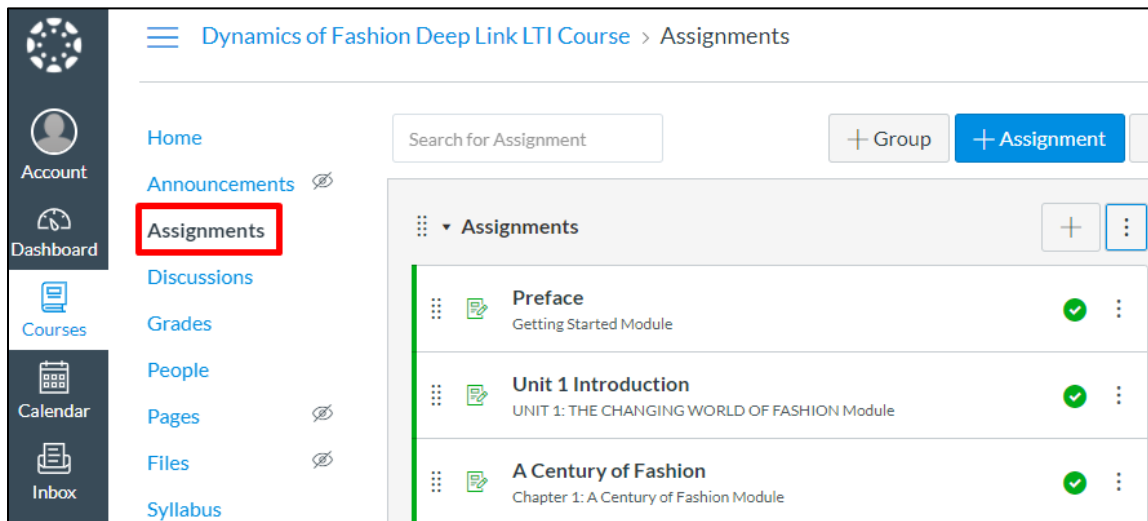 Dynamics of Fashion Deep Link LTI Course > Assignments
Account
Dashboard
Courses
Calendar
Inbox
Home
Announcements
Assignments
Discussions
Grades
People
Pages
Files
Syllabus
Search for Assignment
+ Group
+ Assignment
Assignments
Preface
Getting Started Module
Unit 1 Introduction
UNIT 1: THE CHANGING WORLD OF FASHION Module
A Century of Fashion
Chapter 1: A Century of Fashion Module